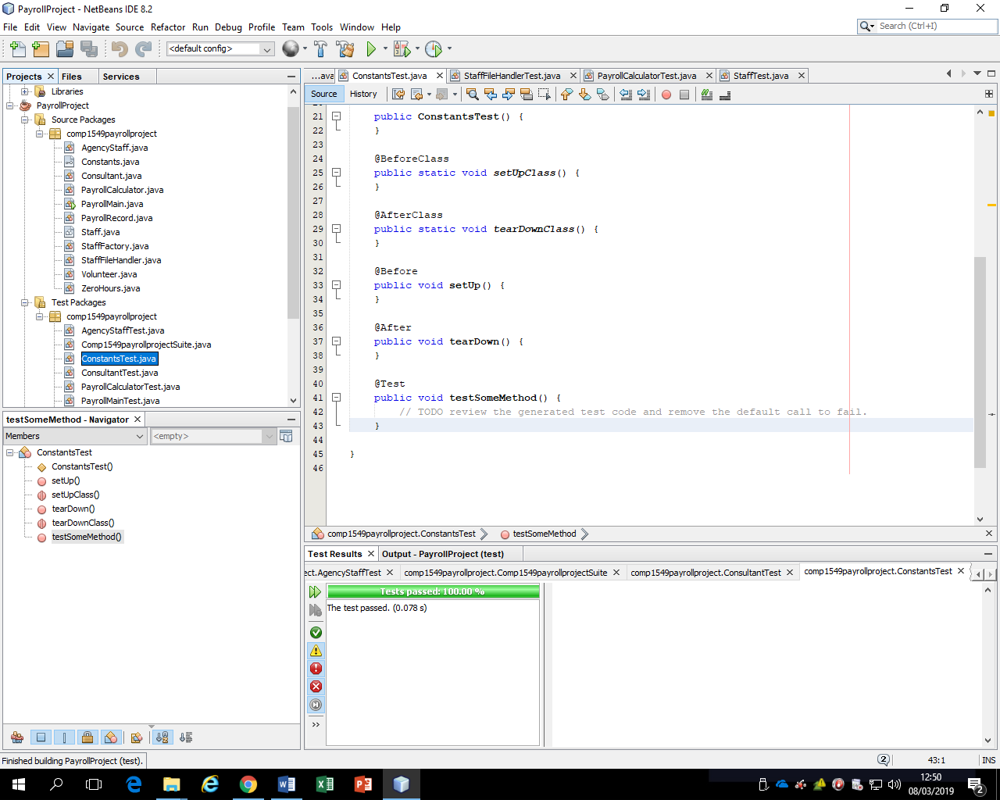 PayrollProject - NetBeans IDE 8.2
File Edit View Navigate Source Refactor Run Debug Profile Team Tools Window Help
Search (Ctrl+I)
<default config>
Projects Files Services
Libraries
PayrollProject
Source Packages
comp1549payrollproject
AgencyStaff.java
Constants.java
Consultant.java
PayrollCalculator.java
PayrollMain.java
PayrollRecord.java
Staff.java
StaffFactory.java
StaffFileHandler.java
Volunteer.java
ZeroHours.java
Test Packages
comp1549payrollproject
AgencyStaffTest.java
Comp1549payrollprojectSuite.java
ConstantsTest.java
ConsultantTest.java
PayrollCalculatorTest.java
PayrollMainTest.java
testSomeMethod - Navigator
Members <empty>
ConstantsTest
ConstantsTest()
setUp()
setUpClass()
tearDown()
tearDownClass()
testSomeMethod()
...ava ConstantsTest.java StaffFileHandlerTest.java PayrollCalculatorTest.java StaffTest.java
Source History
21 public ConstantsTest() {
22 }
23
24 @BeforeClass
25 public static void setUpClass() {
26 }
27
28 @AfterClass
29 public static void tearDownClass() {
30 }
31
32 @Before
33 public void setUp() {
34 }
35
36 @After
37 public void tearDown() {
38 }
39
40 @Test
41 public void testSomeMethod() {
42 // TODO review the generated test code and remove the default call to fail.
43 }
44
45 }
46
comp1549payrollproject.ConstantsTest testSomeMethod
Test Results Output - PayrollProject (test)
ect.AgencyStaffTest comp1549payrollproject.Comp1549payrollprojectSuite comp1549payrollproject.ConsultantTest comp1549payrollproject.ConstantsTest
Tests passed: 100.00 %
The test passed. (0.078 s)
Finished building PayrollProject (test).
2 43:1 INS
12:50
08/03/2019
2